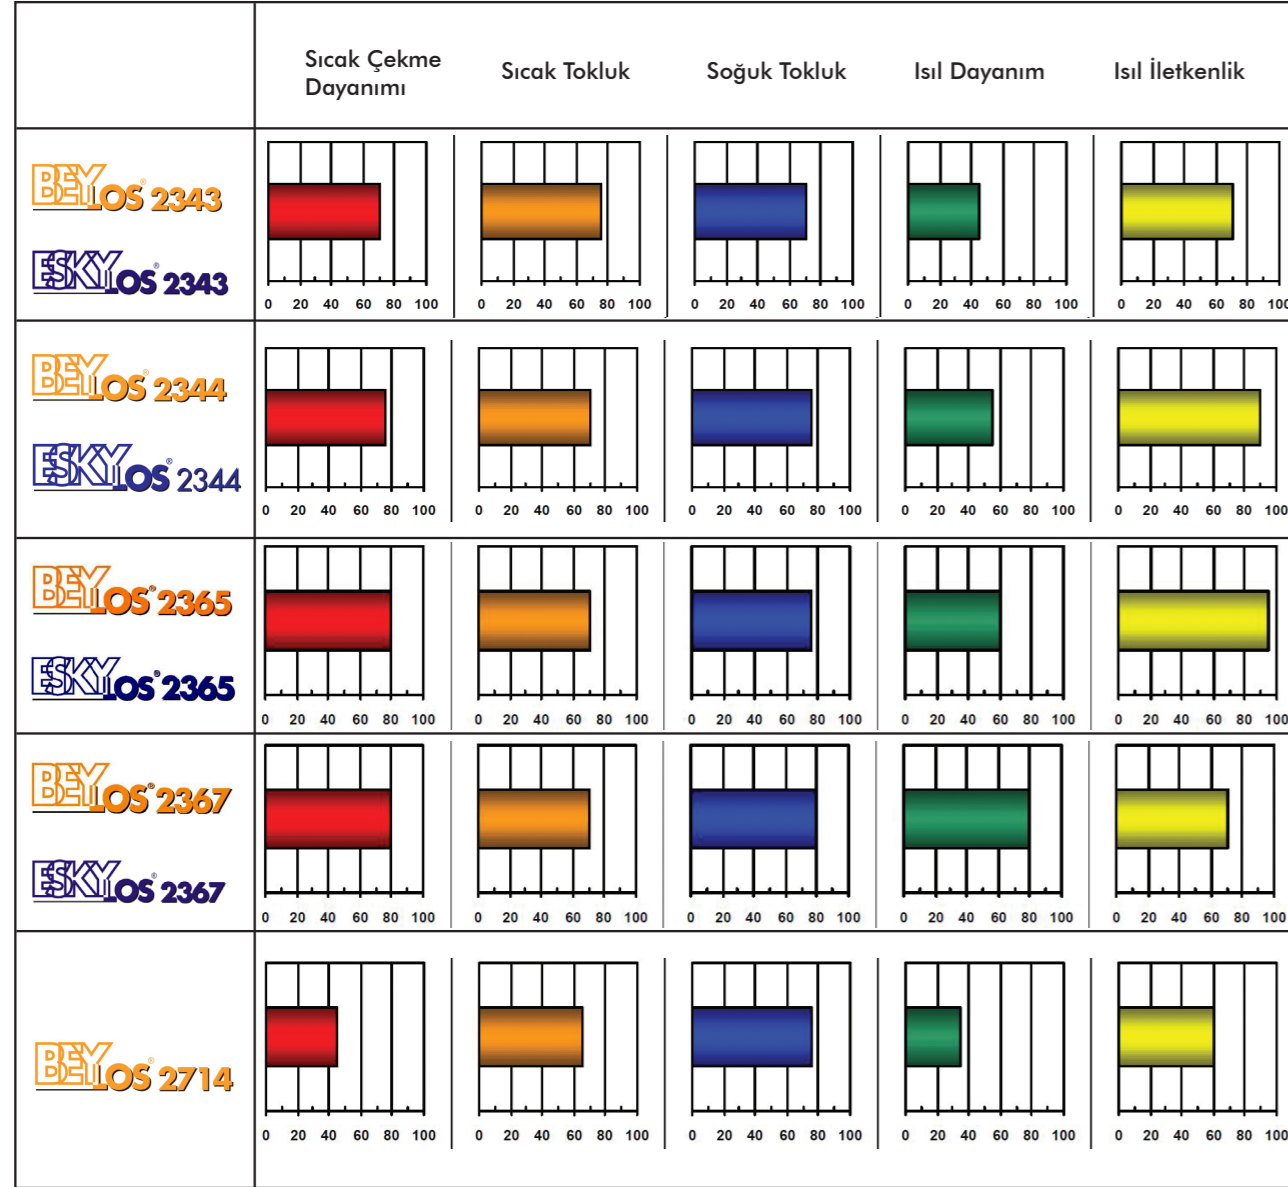 Sıcak Çekme
Dayanımı
Sıcak Tokluk
Soğuk Tokluk
Isıl Dayanım
Isıl İletkenlik
BEYLOS® 2343
ESKYLOS® 2343
0 20 40 60 80 100
0 20 40 60 80 100
0 20 40 60 80 100
0 20 40 60 80 100
0 20 40 60 80 100
BEYLOS® 2344
ESKYLOS® 2344
0 20 40 60 80 100
0 20 40 60 80 100
0 20 40 60 80 100
0 20 40 60 80 100
0 20 40 60 80 100
BEYLOS® 2365
ESKYLOS® 2365
0 20 40 60 80 100
0 20 40 60 80 100
0 20 40 60 80 100
0 20 40 60 80 100
0 20 40 60 80 100
BEYLOS® 2367
ESKYLOS® 2367
0 20 40 60 80 100
0 20 40 60 80 100
0 20 40 60 80 100
0 20 40 60 80 100
0 20 40 60 80 100
BEYLOS® 2714
0 20 40 60 80 100
0 20 40 60 80 100
0 20 40 60 80 100
0 20 40 60 80 100
0 20 40 60 80 100